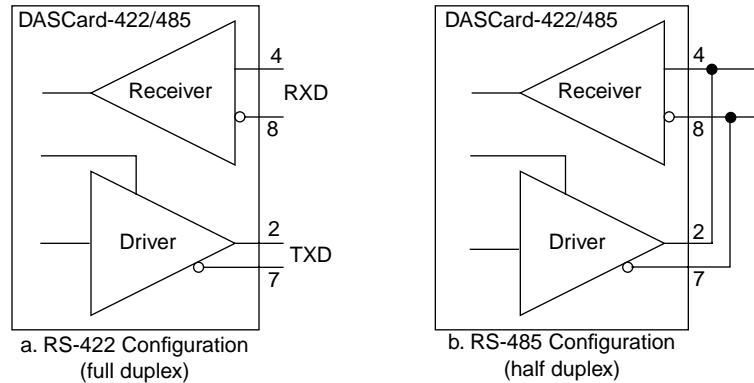 DASCard-422/485
4
Receiver
RXD
8
2
Driver
TXD
7
a. RS-422 Configuration
(full duplex)
DASCard-422/485
4
Receiver
8
2
Driver
7
b. RS-485 Configuration
(half duplex)